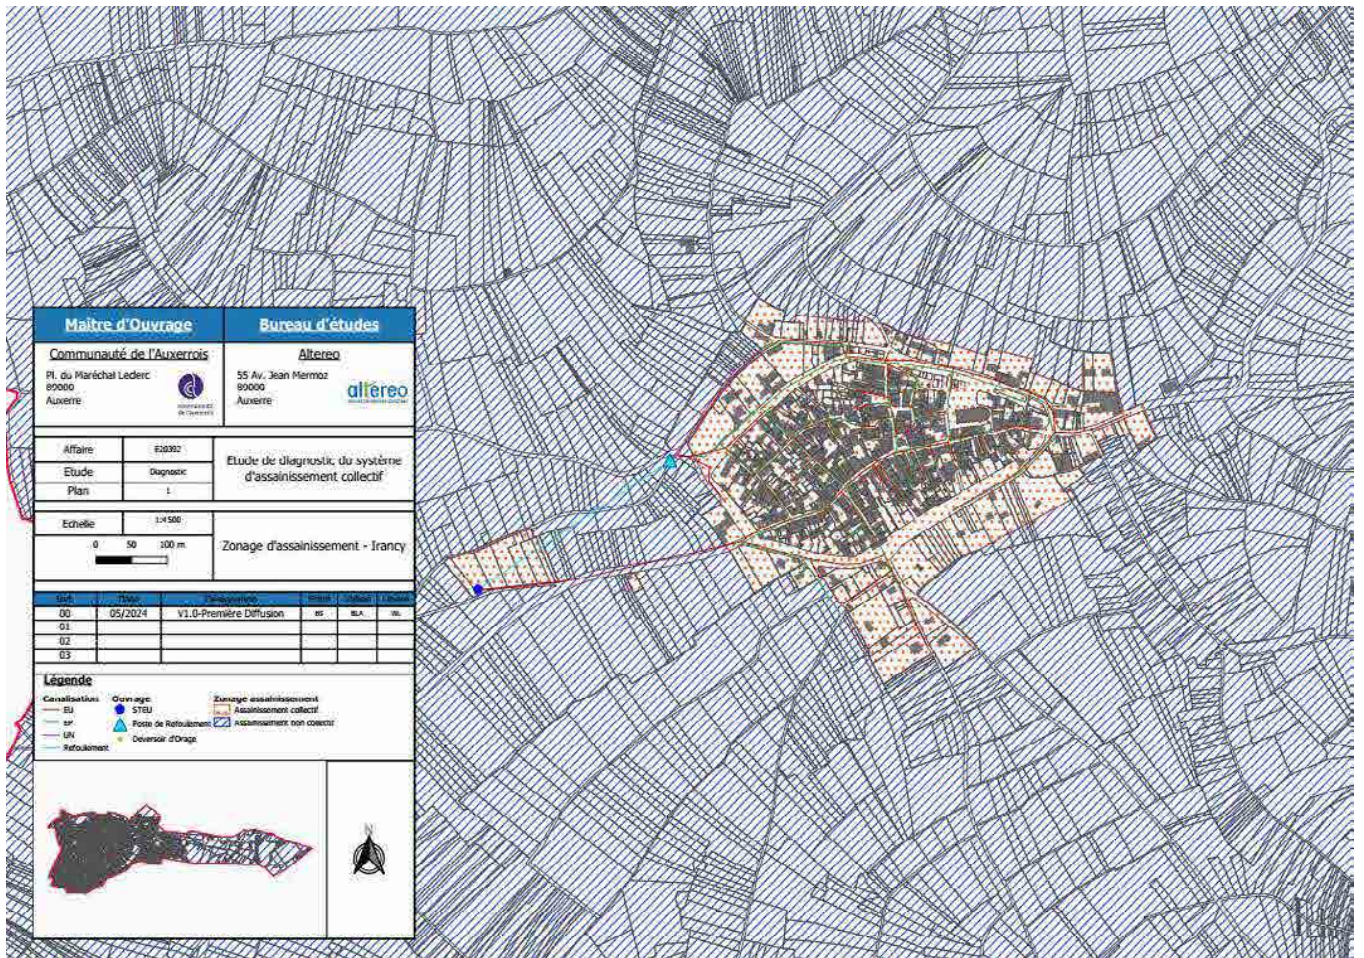 Maître d'Ouvrage
Bureau d'études
Communauté de l'Auxerrois
Pl. du Maréchal Leclerc
89000
Auxerre
Altereo
55 Av. Jean Mermoz
89000
Auxerre
altereo
Affaire
Etude
Diagnostic
Plan
1
Etude de diagnostic du système
d'assainissement collectif
Echelle
1:4 500
0 50 100 m
Zonage d'assainissement - Irancy
00 05/2024 V1.0-Première Diffusion BLA
01
02
03
Légende
Canalisation
EU
EP
UN
Refoulement
Ouvrage
STEU
Poste de Refoulement
Deversoir d'Orage
Zonage assainissement
Assainissement collectif
Assainissement non collectif
N